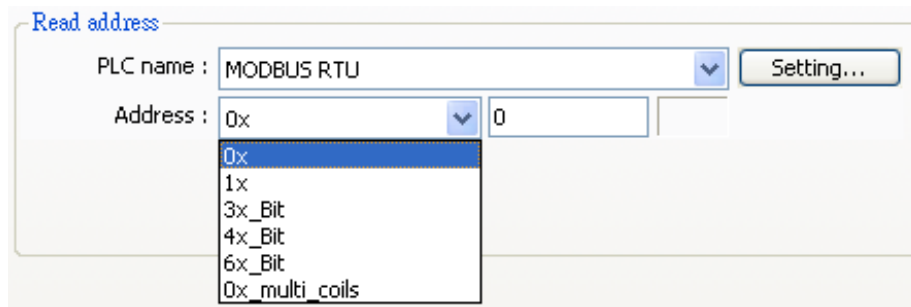 Read address
PLC name : MODBUS RTU Setting...
Address : 0x 0
0x
1x
3x_Bit
4x_Bit
6x_Bit
0x_multi_coils